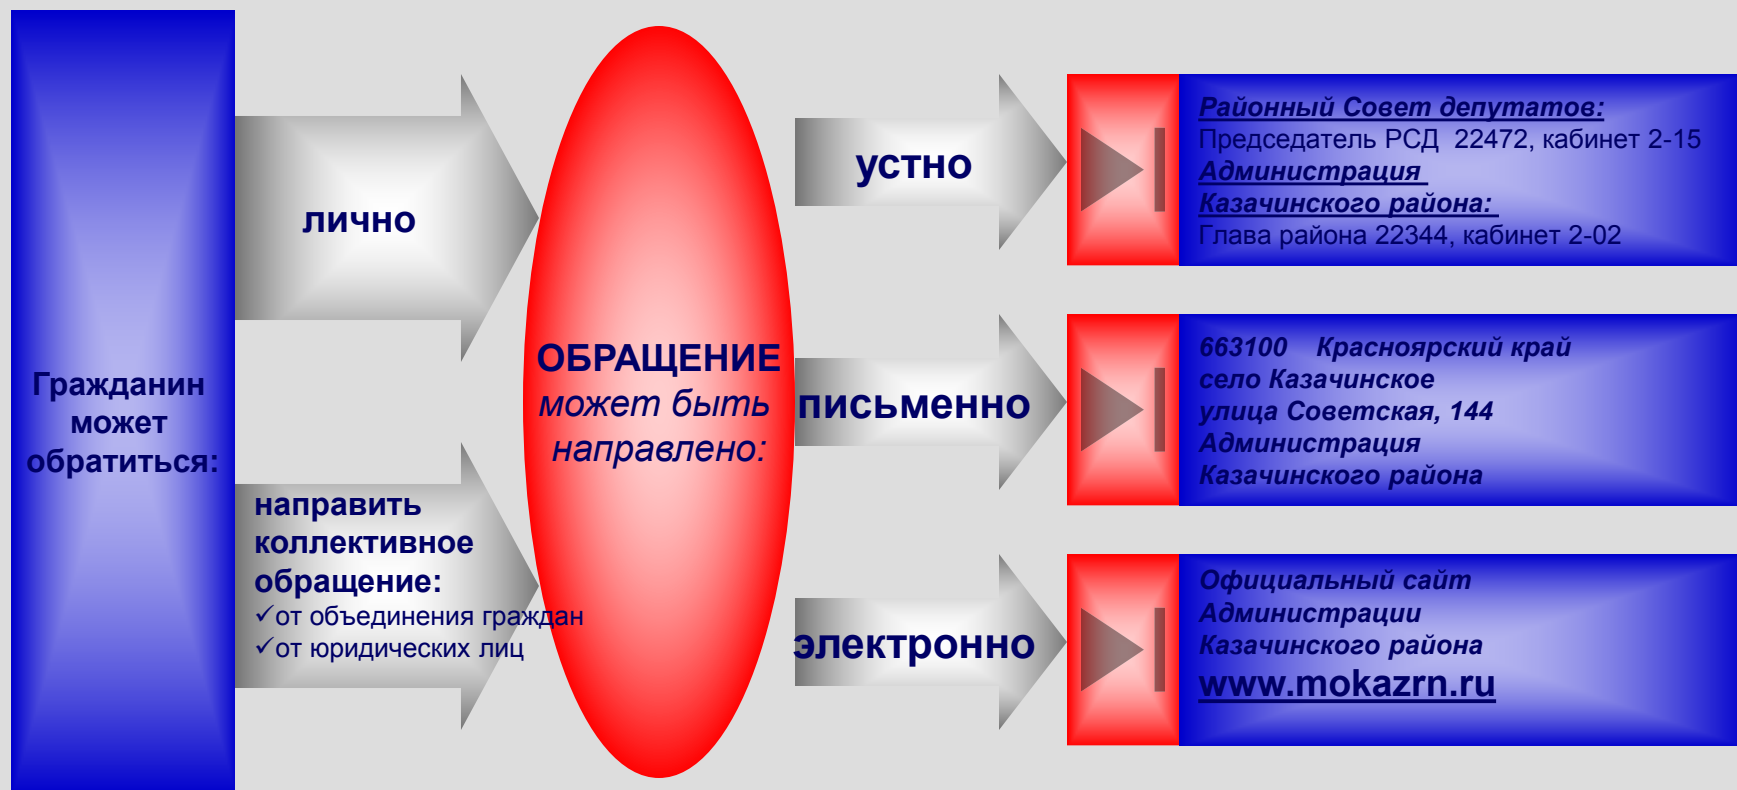 Гражданин
может
обратиться:
лично
направить
коллективное
обращение:
✓от объединения граждан
✓от юридических лиц
ОБРАЩЕНИЕ
может быть
направлено:
устно
Районный Совет депутатов:
Председатель РСД 22472, кабинет 2-15
Администрация
Казачинского района:
Глава района 22344, кабинет 2-02
письменно
663100 Красноярский край
село Казачинское
улица Советская, 144
Администрация
Казачинского района
электронно
Официальный сайт
Администрации
Казачинского района
www.mokazrn.ru